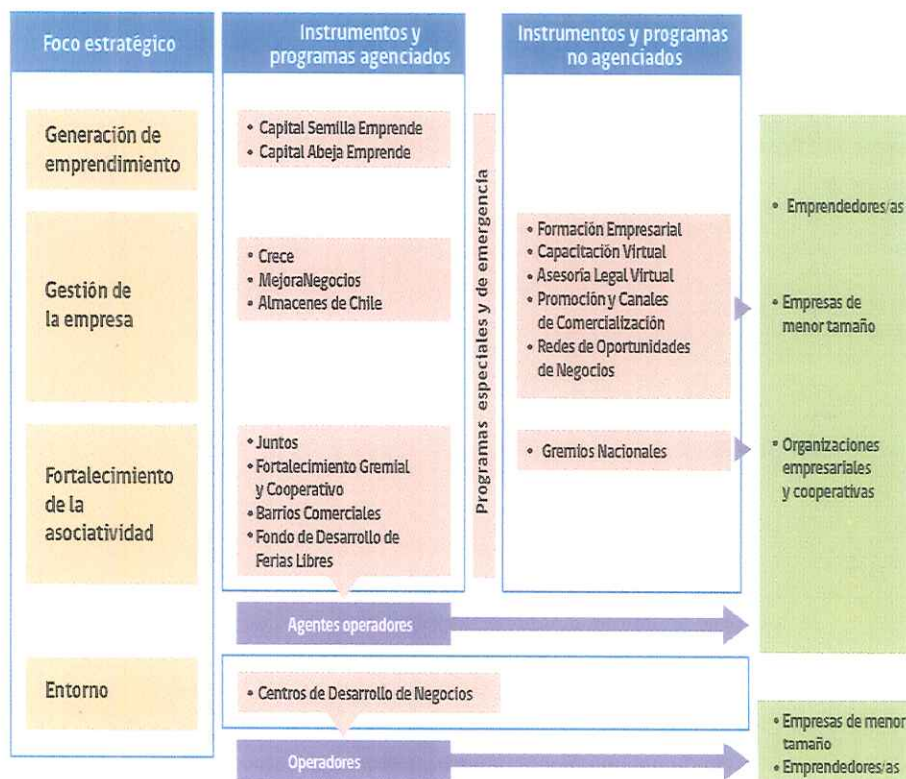 Foco estratégico
Instrumentos y
programas agenciados
Instrumentos y programas
no agenciados
Generación de
emprendimiento
• Capital Semilla Emprende
• Capital Abeja Emprende
Gestión de
la empresa
• Crece
• MejoraNegocios
• Almacenes de Chile
Fortalecimiento
de la
asociatividad
• Juntos
• Fortalecimiento Gremial
y Cooperativo
• Barrios Comerciales
• Fondo de Desarrollo de
Ferias Libres
Programas especiales y de emergencia
• Formación Empresarial
• Capacitación Virtual
• Asesoría Legal Virtual
• Promoción y Canales
de Comercialización
• Redes de Oportunidades
de Negocios
• Gremios Nacionales
• Emprendedores/as
• Empresas de
menor tamaño
• Organizaciones
empresariales
y cooperativas
Agentes operadores
Entorno
• Centros de Desarrollo de Negocios
Operadores
• Empresas de menor
tamaño
• Emprendedores/as